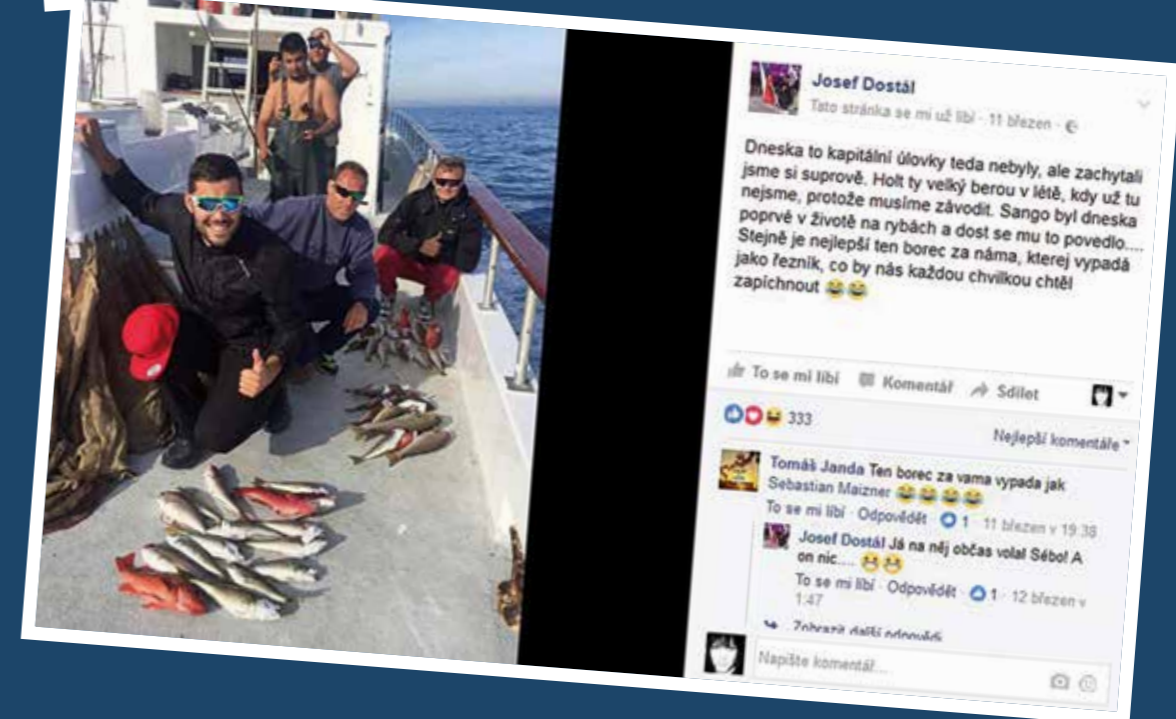 Josef Dostál
Tato stránka se mi už líbí · 11 březen ·
Dneska to kapitální úlovky teda nebyly, ale zachytali
jsme si suprově. Holt ty velký berou v létě, kdy už tu
nejsme, protože musíme závodit. Sango byl dneska
poprvé v životě na rybách a dost se mu to povedlo....
Stejně je nejlepší ten borec za náma, kterej vypadá
jako řezník, co by nás každou chvilkou chtěl
zapíchnout 😂😂
To se mi líbí Komentář Sdílet
333
Nejlepší komentáře
Tomáš Janda Ten borec za vama vypada jak
Sebastian Maizner 😂😂😂😂
To se mi líbí · Odpovědět · 1 · 11 březen v 19:38
Josef Dostál Já na něj občas volal Sébo! A
on nic.... 😂😂
To se mi líbí · Odpovědět · 1 · 12 březen v
1:47
Zobrazit další odpovědi
Napište komentář...